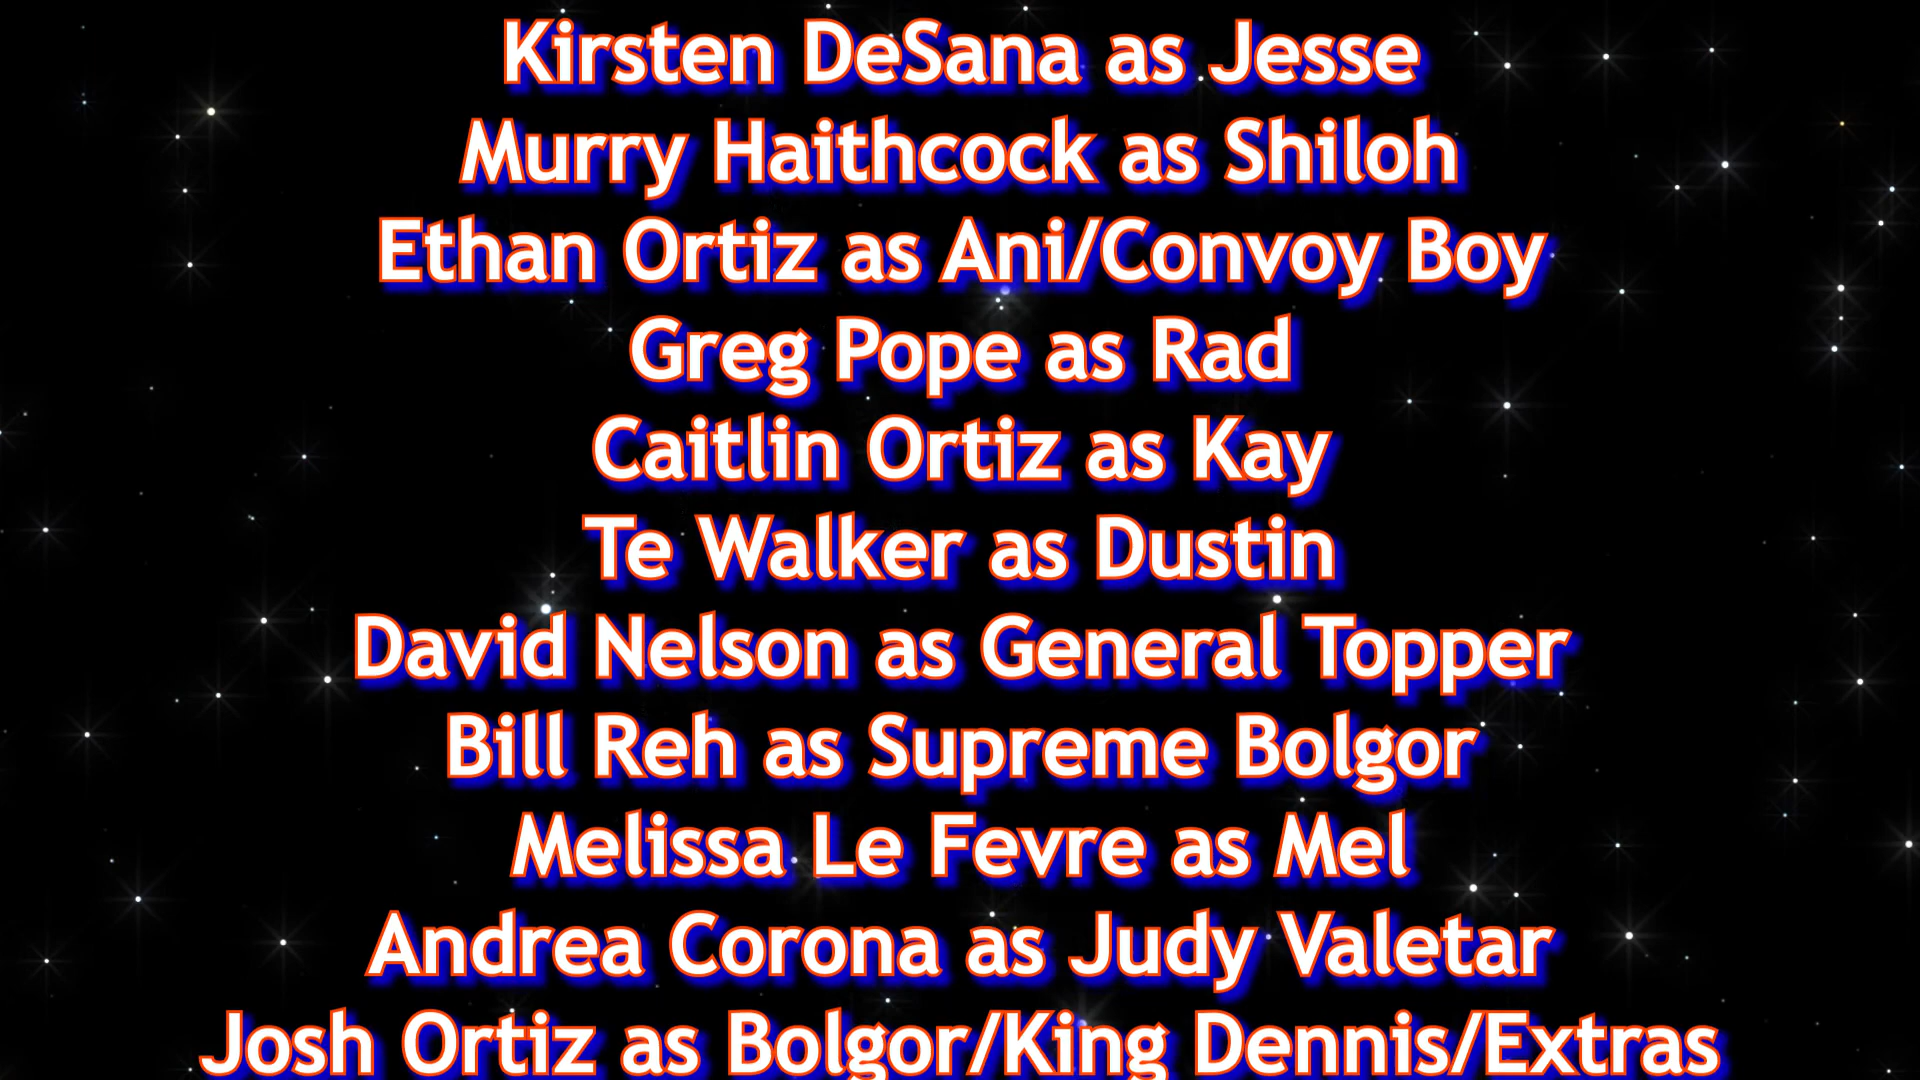 Kirsten DeSana as Jesse
Murry Haithcock as Shiloh
Ethan Ortiz as Ani/Convoy Boy
Greg Pope as Rad
Caitlin Ortiz as Kay
Te Walker as Dustin
David Nelson as General Topper
Bill Reh as Supreme Bolgor
Melissa Le Fevre as Mel
Andrea Corona as Judy Valetar
Josh Ortiz as Bolgor/King Dennis/Extras